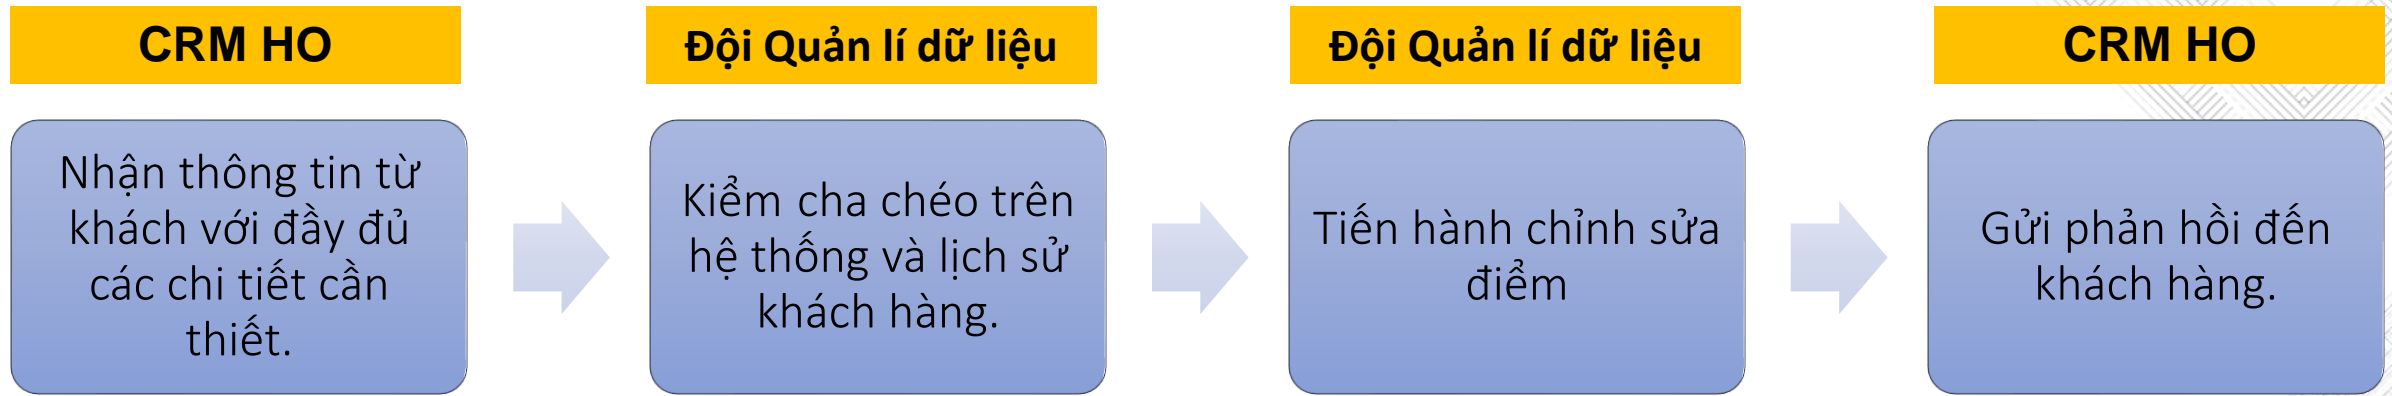 CRM HO
Đội Quản lí dữ liệu
Đội Quản lí dữ liệu
CRM HO
Nhận thông tin từ
khách với đầy đủ
các chi tiết cần
thiết.
Kiểm cha chéo trên
hệ thống và lịch sử
khách hàng.
Tiến hành chỉnh sửa
điểm
Gửi phản hồi đến
khách hàng.